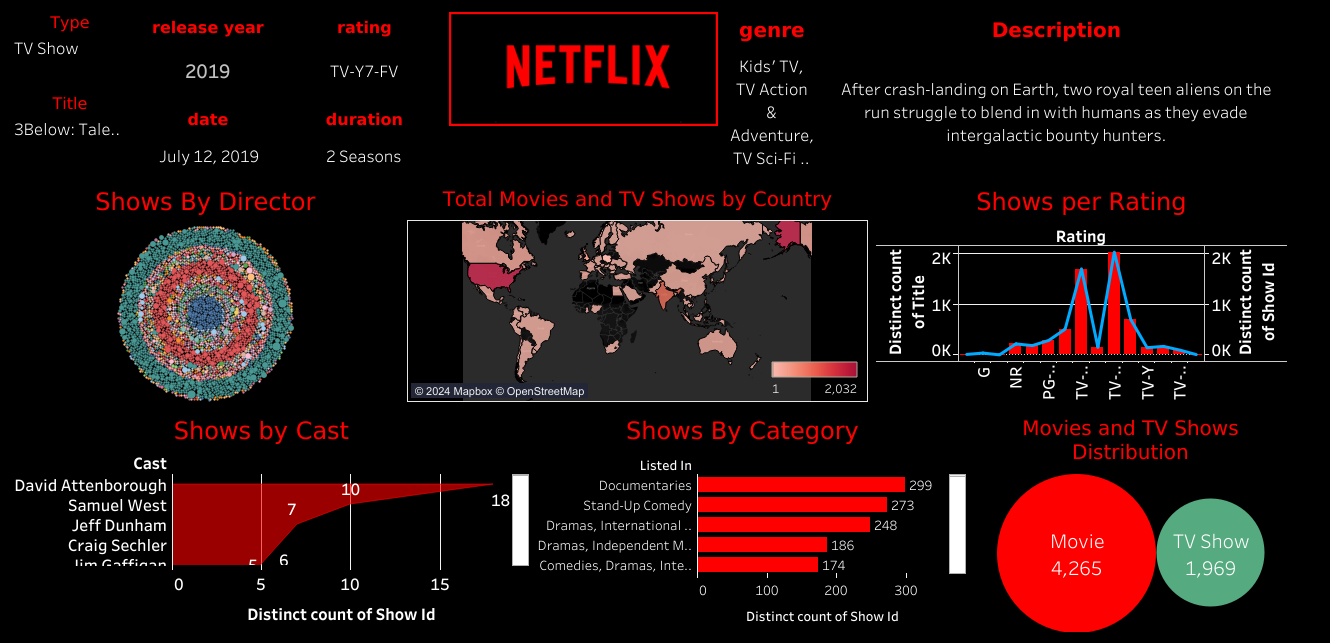 Type
TV Show
Title
3Below: Tale..
release year
2019
date
July 12, 2019
rating
TV-Y7-FV
duration
2 Seasons
NETFLIX
genre
Kids’ TV,
TV Action
&
Adventure,
TV Sci-Fi ..
Description
After crash-landing on Earth, two royal teen aliens on the
run struggle to blend in with humans as they evade
intergalactic bounty hunters.
Shows By Director
Total Movies and TV Shows by Country
© 2024 Mapbox © OpenStreetMap
1
2,032
Shows per Rating
Rating
Distinct count
of Title
2K
1K
0K
2K
1K
0K
Distinct count
of Show Id
G
NR
PG-..
TV-..
TV-..
TV-Y
TV-..
Shows by Cast
Cast
David Attenborough
Samuel West
Jeff Dunham
Craig Sechler
Jim Gaffigan
18
10
7
6
5
0
5
10
15
Distinct count of Show Id
Shows By Category
Listed In
Documentaries
299
Stand-Up Comedy
273
Dramas, International ..
248
Dramas, Independent M..
186
Comedies, Dramas, Inte..
174
0
100
200
300
Distinct count of Show Id
Movies and TV Shows
Distribution
Movie
4,265
TV Show
1,969